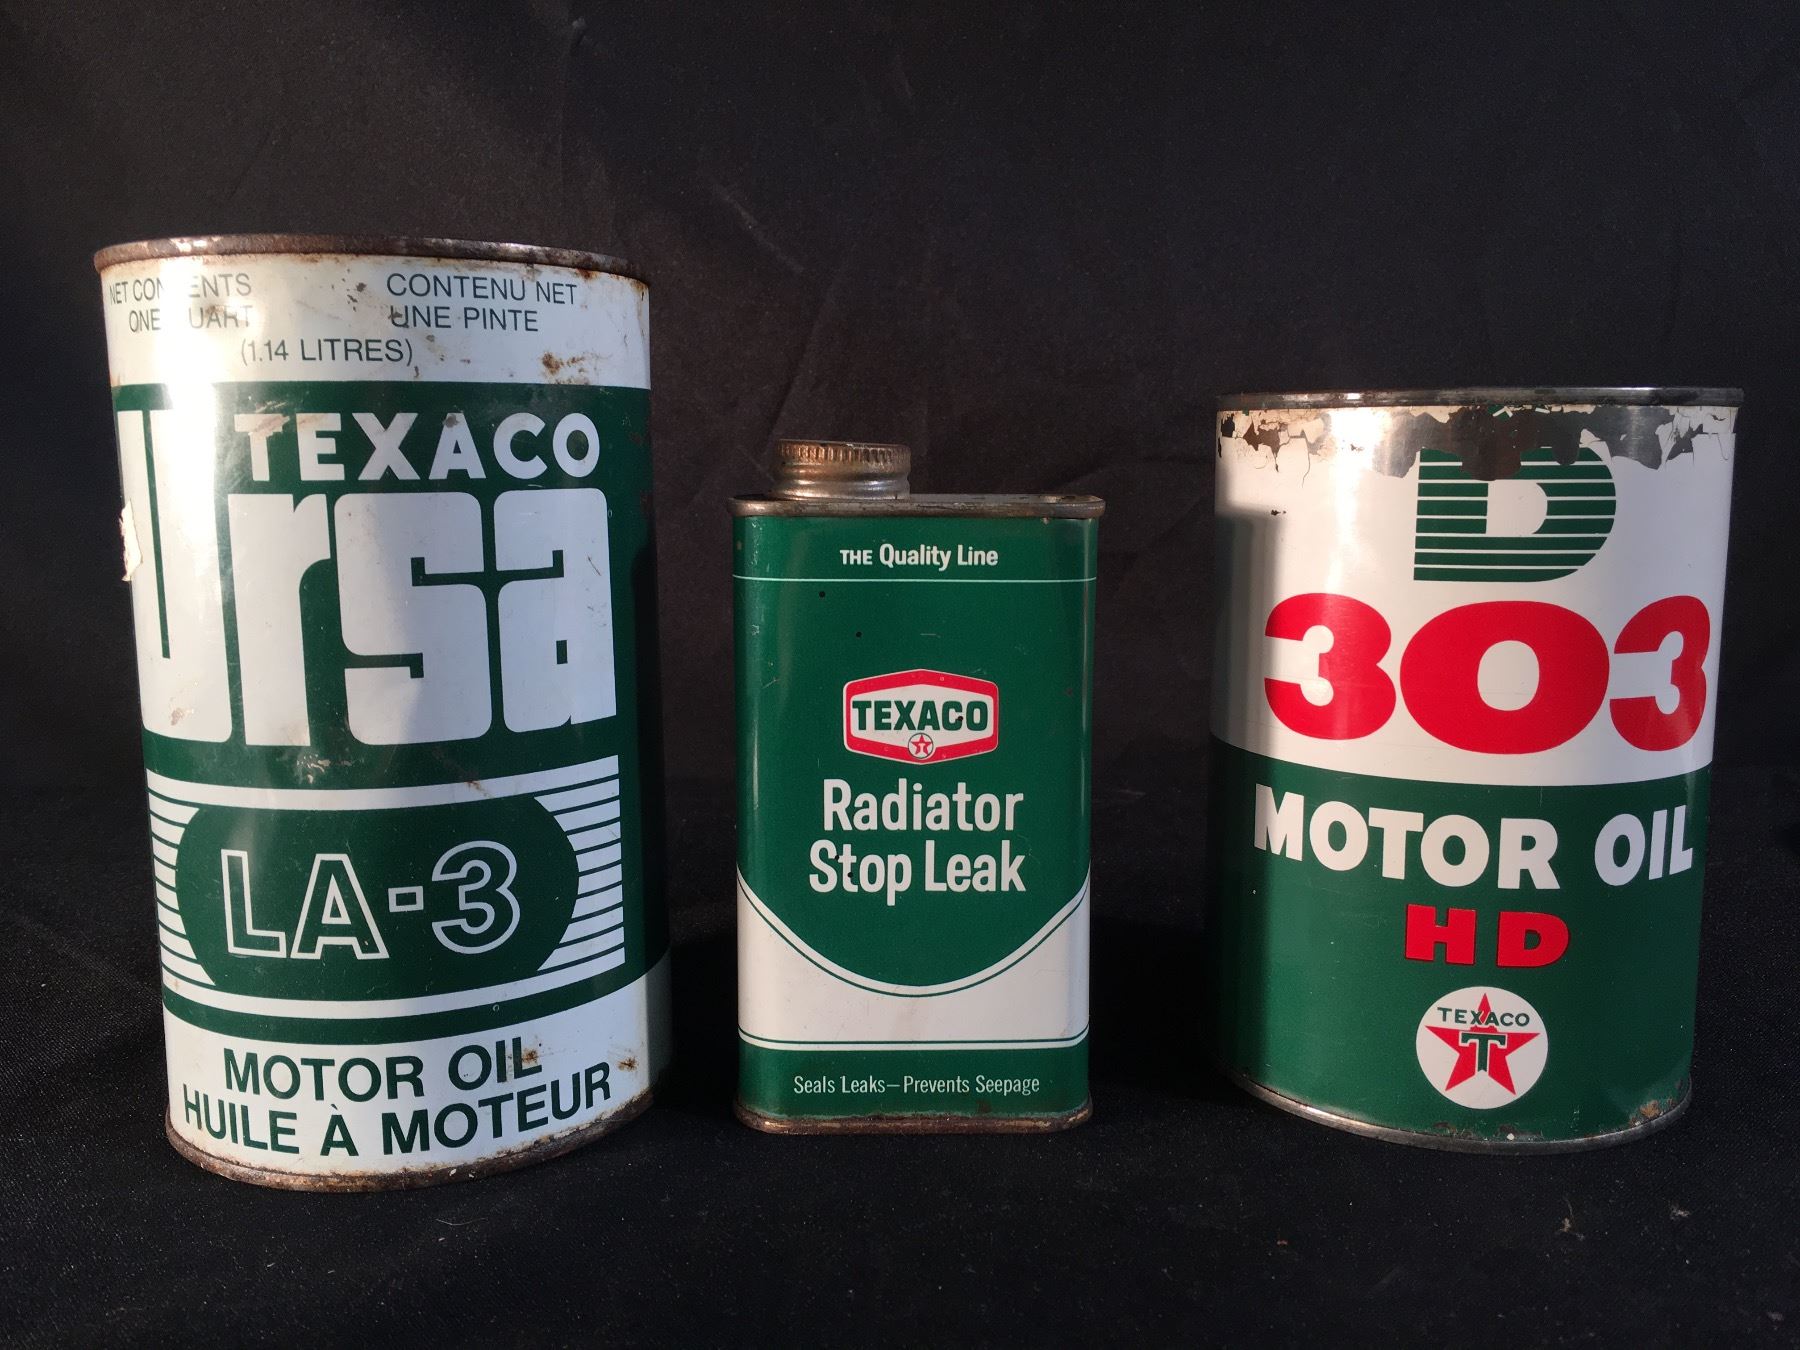 NET CONTENTS
ONE QUART
CONTENU NET
UNE PINTE
(1.14 LITRES)
TEXACO
Ursa
LA-3
MOTOR OIL
HUILE À MOTEUR
THE Quality Line
TEXACO
T
Radiator
Stop Leak
Seals Leaks—Prevents Seepage
D
303
MOTOR OIL
HD
TEXACO
T